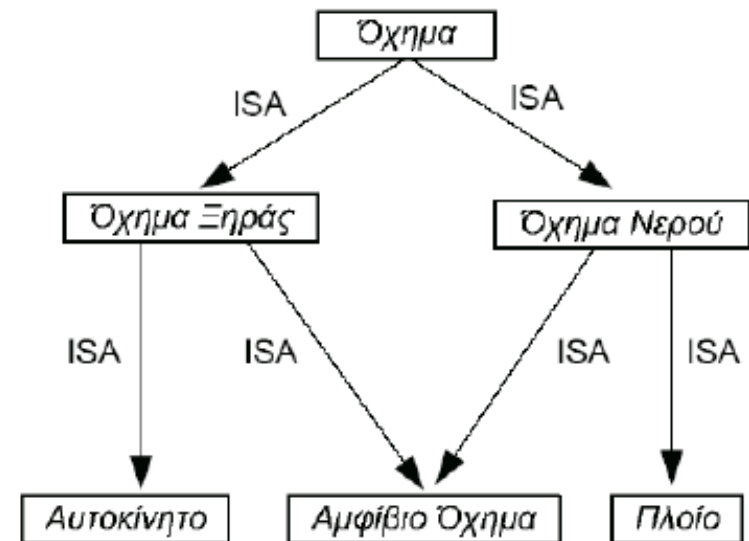 Όχημα
ISA
ISA
Όχημα Ξηράς
Όχημα Νερού
ISA
ISA
ISA
ISA
Αυτοκίνητο
Αμφίβιο Όχημα
Πλοίο